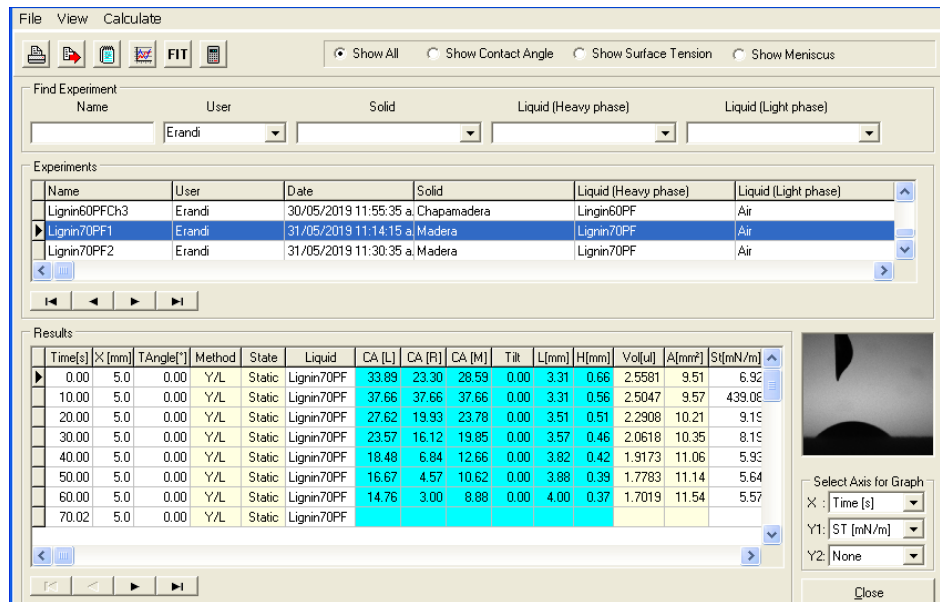 File View Calculate
FIT Show All Show Contact Angle Show Surface Tension Show Meniscus
Find Experiment
Name User Solid Liquid (Heavy phase) Liquid (Light phase)
Erandi
Experiments
Name User Date Solid Liquid (Heavy phase) Liquid (Light phase)
Lignin60PFCh3 Erandi 30/05/2019 11:55:35 a. Chapamadera Lingin60PF Air
Lignin70PF1 Erandi 31/05/2019 11:14:15 a. Madera Lignin70PF Air
Lignin70PF2 Erandi 31/05/2019 11:30:35 a. Madera Lignin70PF Air
Results
Time[s] X [mm] TAngle[°] Method State Liquid CA [L] CA [R] CA [M] Tilt L[mm] H[mm] Vol[ul] A[mm²] St[mN/m]
0.00 5.0 0.00 Y/L Static Lignin70PF 33.89 23.30 28.59 0.00 3.31 0.66 2.5581 9.51 6.92
10.00 5.0 0.00 Y/L Static Lignin70PF 37.66 37.66 37.66 0.00 3.31 0.56 2.5047 9.57 439.08
20.00 5.0 0.00 Y/L Static Lignin70PF 27.62 19.93 23.78 0.00 3.51 0.51 2.2908 10.21 9.19
30.00 5.0 0.00 Y/L Static Lignin70PF 23.57 16.12 19.85 0.00 3.57 0.46 2.0618 10.35 8.19
40.00 5.0 0.00 Y/L Static Lignin70PF 18.48 6.84 12.66 0.00 3.82 0.42 1.9173 11.06 5.93
50.00 5.0 0.00 Y/L Static Lignin70PF 16.67 4.57 10.62 0.00 3.88 0.39 1.7783 11.14 5.64
60.00 5.0 0.00 Y/L Static Lignin70PF 14.76 3.00 8.88 0.00 4.00 0.37 1.7019 11.54 5.57
70.02 5.0 0.00 Y/L Static Lignin70PF
Select Axis for Graph
X : Time [s]
Y1: ST [mN/m]
Y2: None
Close